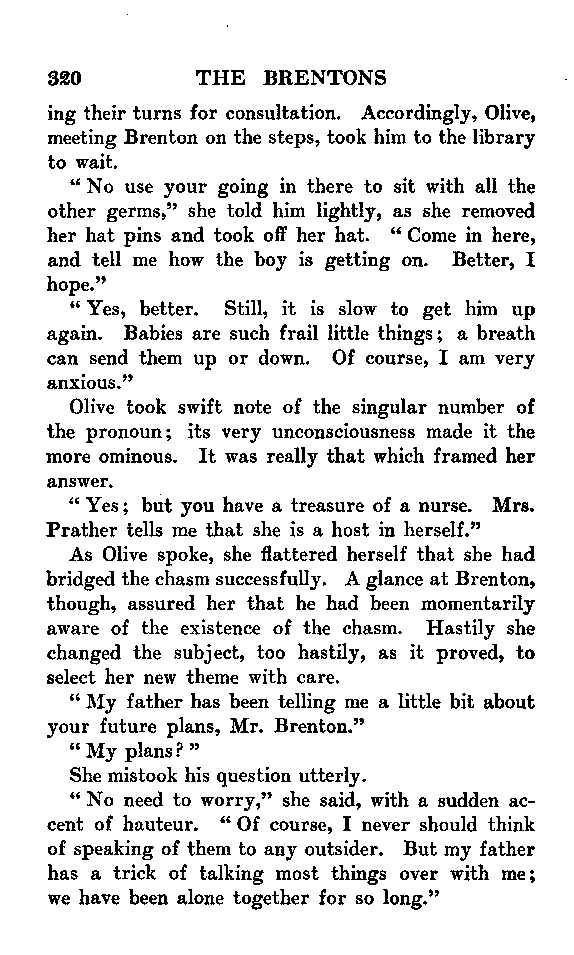 320 THE BRENTONS
ing their turns for consultation. Accordingly, Olive,
meeting Brenton on the steps, took him to the library
to wait.
“ No use your going in there to sit with all the
other germs,” she told him lightly, as she removed
her hat pins and took off her hat. “ Come in here,
and tell me how the boy is getting on. Better, I
hope.”
“ Yes, better. Still, it is slow to get him up
again. Babies are such frail little things; a breath
can send them up or down. Of course, I am very
anxious.”
Olive took swift note of the singular number of
the pronoun; its very unconsciousness made it the
more ominous. It was really that which framed her
answer.
“ Yes; but you have a treasure of a nurse. Mrs.
Prather tells me that she is a host in herself.”
As Olive spoke, she flattered herself that she had
bridged the chasm successfully. A glance at Brenton,
though, assured her that he had been momentarily
aware of the existence of the chasm. Hastily she
changed the subject, too hastily, as it proved, to
select her new theme with care.
“ My father has been telling me a little bit about
your future plans, Mr. Brenton.”
“ My plans? ”
She mistook his question utterly.
“ No need to worry,” she said, with a sudden ac-
cent of hauteur. “ Of course, I never should think
of speaking of them to any outsider. But my father
has a trick of talking most things over with me;
we have been alone together for so long.”